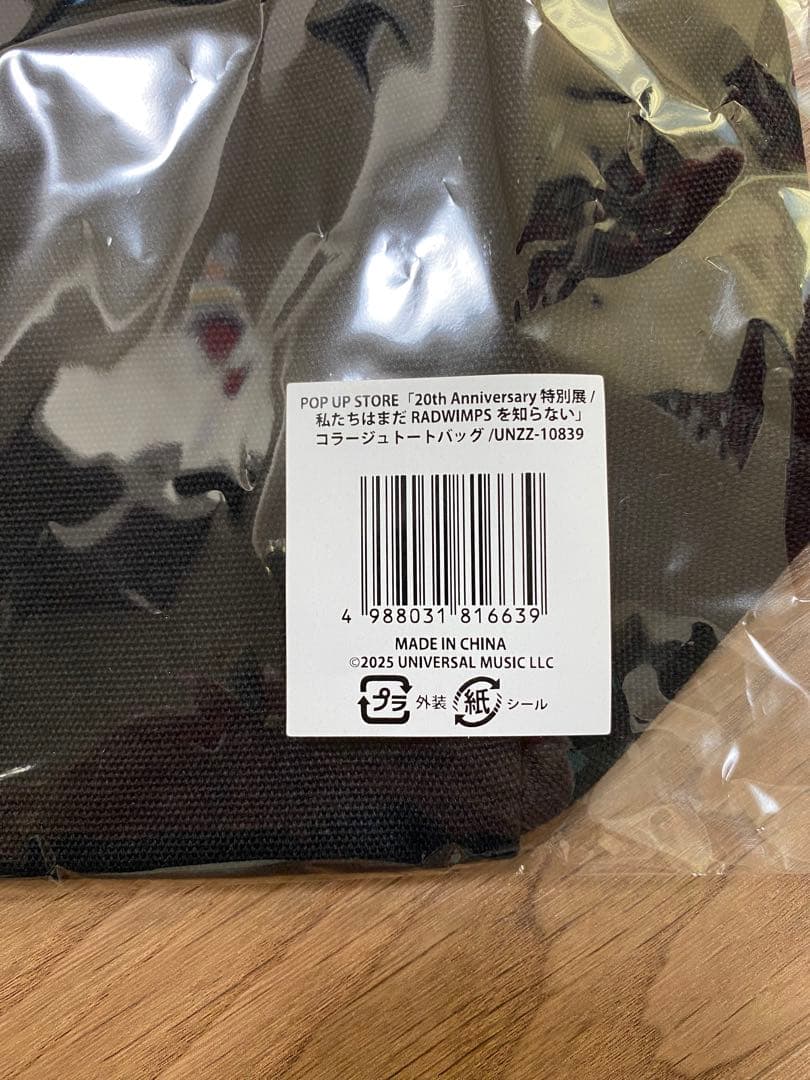 POP UP STORE「20th Anniversary 特別展 /
私たちはまだ RADWIMPS を知らない」
コラージュトートバッグ /UNZZ-10839
4 988031 816639
MADE IN CHINA
©2025 UNIVERSAL MUSIC LLC
プラ 外装 紙 シール